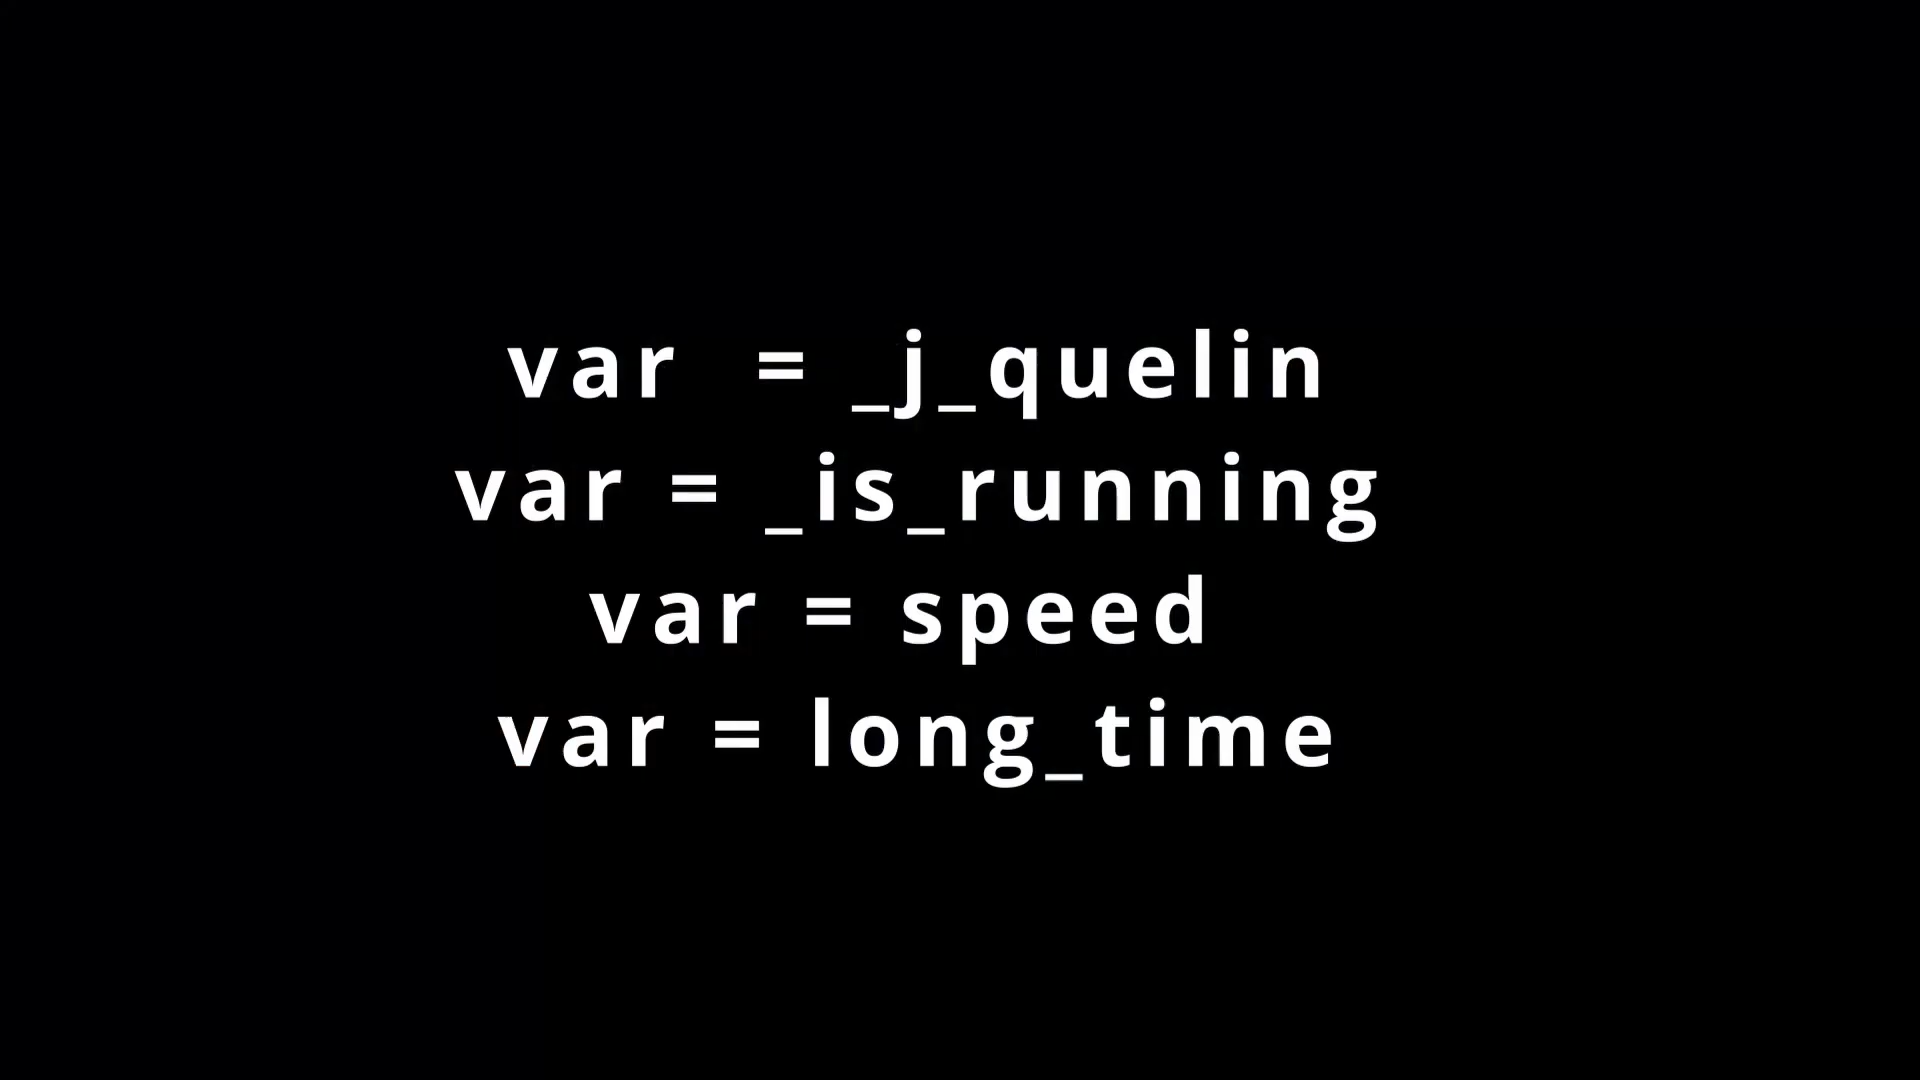 var  = _j_quelin
var = _is_running
var = speed
var = long_time